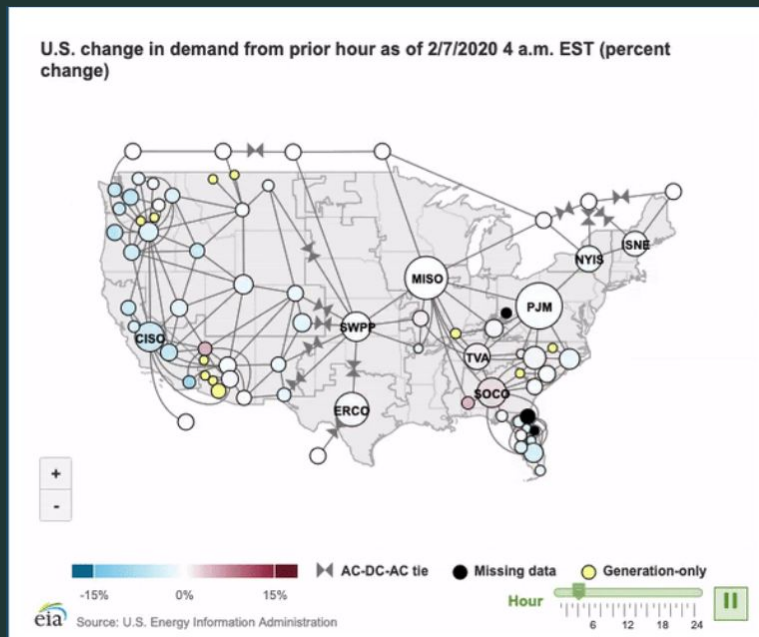 U.S. change in demand from prior hour as of 2/7/2020 4 a.m. EST (percent
change)
ISNE
NYIS
MISO
PJM
SWPP
CISO
TVA
SOCO
ERCO
+
-
AC-DC-AC tie
Missing data
Generation-only
-15%
0%
15%
Hour
6
12
18
24
eia
Source: U.S. Energy Information Administration